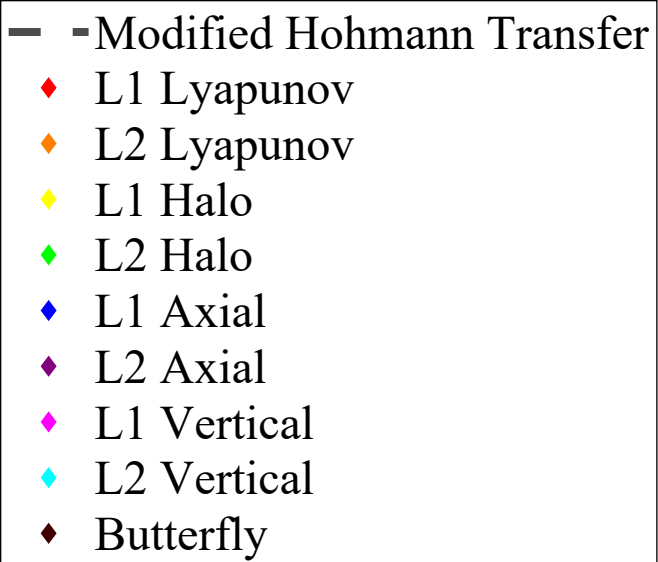 Modified Hohmann Transfer
L1 Lyapunov
L2 Lyapunov
L1 Halo
L2 Halo
L1 Axial
L2 Axial
L1 Vertical
L2 Vertical
Butterfly